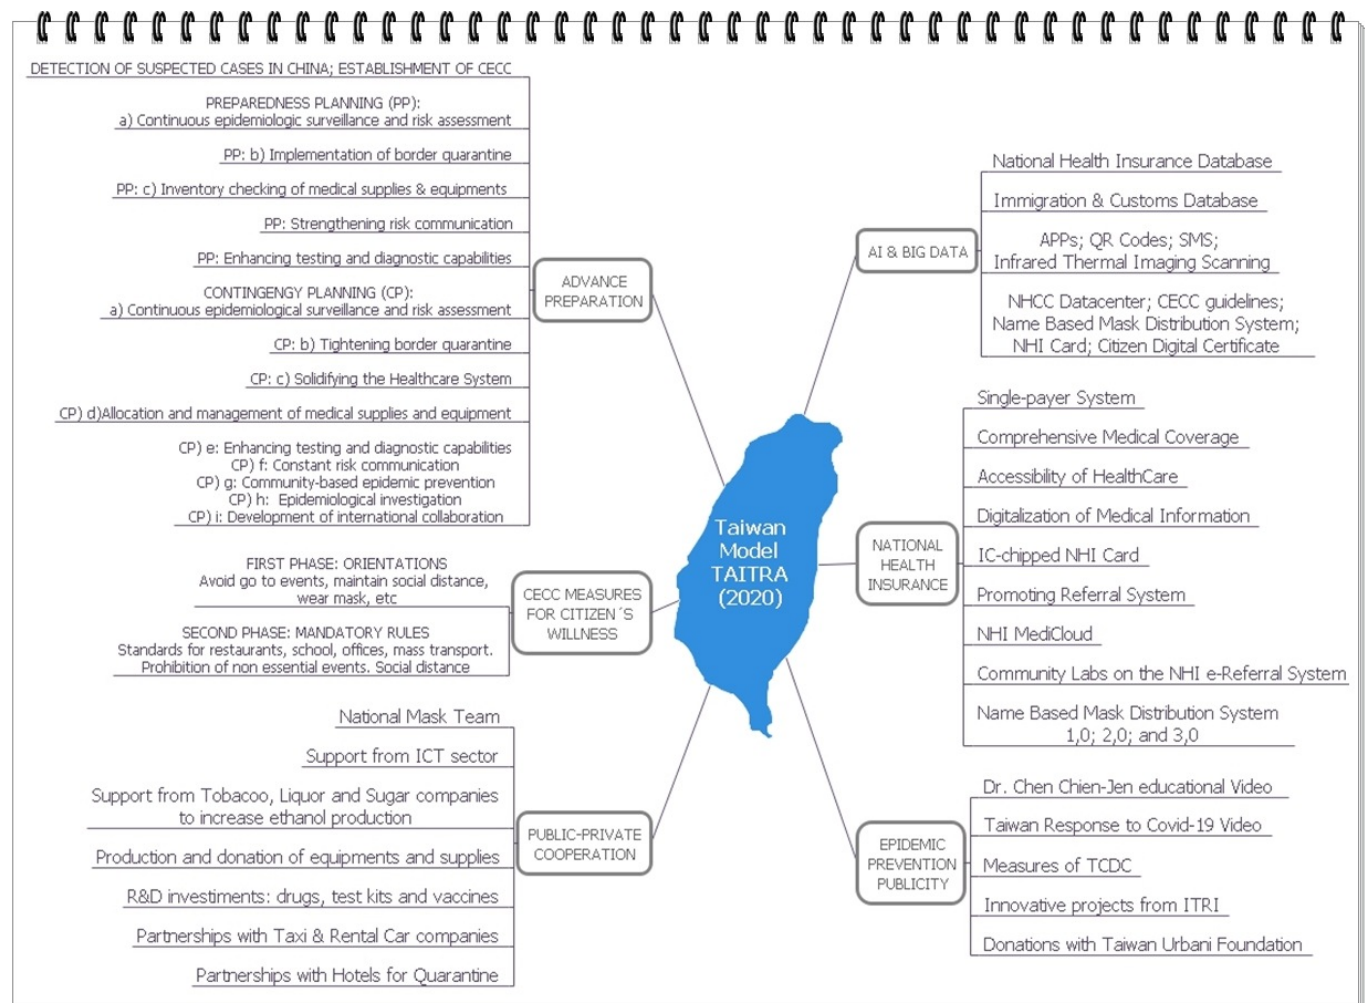 DETECTION OF SUSPECTED CASES IN CHINA; ESTABLISHMENT OF CECC
PREPAREDNESS PLANNING (PP):
a) Continuous epidemiologic surveillance and risk assessment
PP: b) Implementation of border quarantine
PP: c) Inventory checking of medical supplies & equipments
PP: Strengthening risk communication
PP: Enhancing testing and diagnostic capabilities
CONTINGENGY PLANNING (CP):
a) Continuous epidemiological surveillance and risk assessment
CP: b) Tightening border quarantine
CP: c) Solidifying the Healthcare System
CP) d)Allocation and management of medical supplies and equipment
CP) e: Enhancing testing and diagnostic capabilities
CP) f: Constant risk communication
CP) g: Community-based epidemic prevention
CP) h: Epidemiological investigation
CP) i: Development of international collaboration
ADVANCE
PREPARATION
FIRST PHASE: ORIENTATIONS
Avoid go to events, maintain social distance,
wear mask, etc
SECOND PHASE: MANDATORY RULES
Standards for restaurants, school, offices, mass transport.
Prohibition of non essential events. Social distance
CECC MEASURES
FOR CITIZEN´S
WILLNESS
National Mask Team
Support from ICT sector
Support from Tobacoo, Liquor and Sugar companies
to increase ethanol production
Production and donation of equipments and supplies
R&D investiments: drugs, test kits and vaccines
Partnerships with Taxi & Rental Car companies
Partnerships with Hotels for Quarantine
PUBLIC-PRIVATE
COOPERATION
Taiwan
Model
TAITRA
(2020)
AI & BIG DATA
National Health Insurance Database
Immigration & Customs Database
APPs; QR Codes; SMS;
Infrared Thermal Imaging Scanning
NHCC Datacenter; CECC guidelines;
Name Based Mask Distribution System;
NHI Card; Citizen Digital Certificate
NATIONAL
HEALTH
INSURANCE
Single-payer System
Comprehensive Medical Coverage
Accessibility of HealthCare
Digitalization of Medical Information
IC-chipped NHI Card
Promoting Referral System
NHI MediCloud
Community Labs on the NHI e-Referral System
Name Based Mask Distribution System
1,0; 2,0; and 3,0
EPIDEMIC
PREVENTION
PUBLICITY
Dr. Chen Chien-Jen educational Video
Taiwan Response to Covid-19 Video
Measures of TCDC
Innovative projects from ITRI
Donations with Taiwan Urbani Foundation